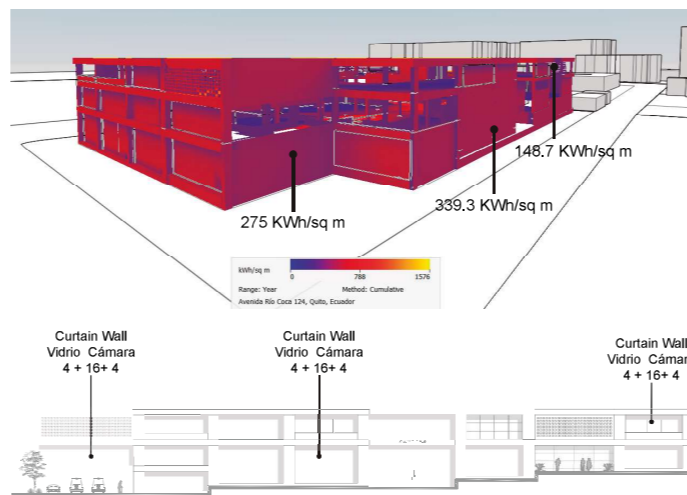 148.7 KWh/sq m
339.3 KWh/sq m
275 KWh/sq m
kWh/sq m
0 788 1576
Range: Year Method: Cumulative
Avenida Río Coca 124, Quito, Ecuador
Curtain Wall
Vidrio Cámara
4 + 16+ 4
Curtain Wall
Vidrio Cámara
4 + 16+ 4
Curtain Wall
Vidrio Cámar
4 + 16+ 4